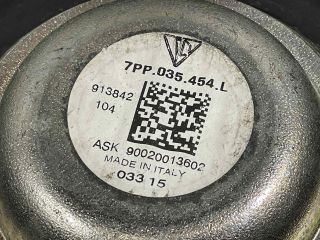 7PP.035.454.L
913842
104
ASK 90020013602
MADE IN ITALY
033 15